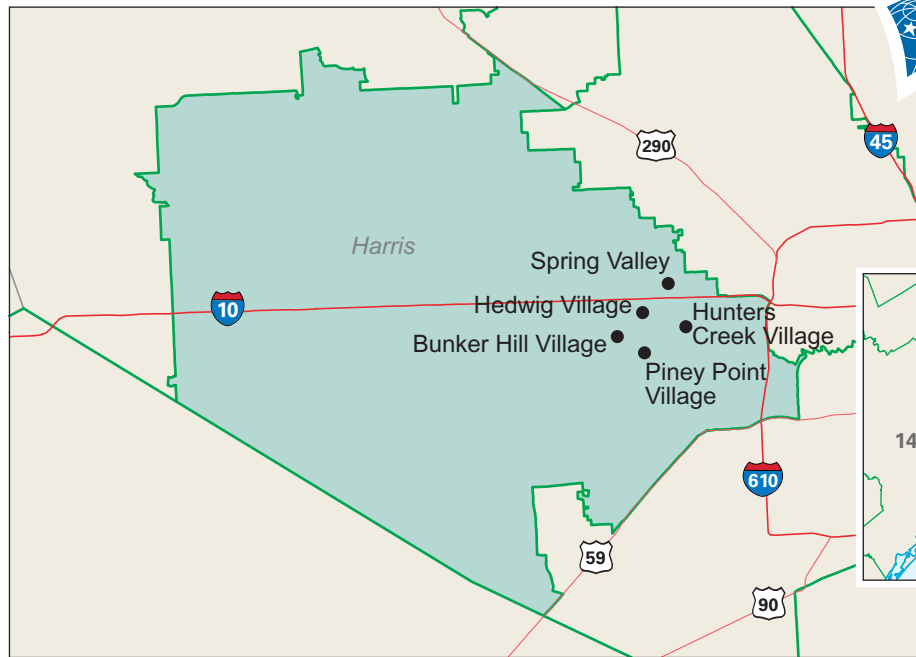 290
45
Harris
Spring Valley
10
Hedwig Village
Hunters
Creek Village
Bunker Hill Village
Piney Point
Village
14
610
59
90